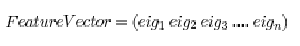 FeatureVector = (eig₁ eig₂ eig₃ .... eigₙ)